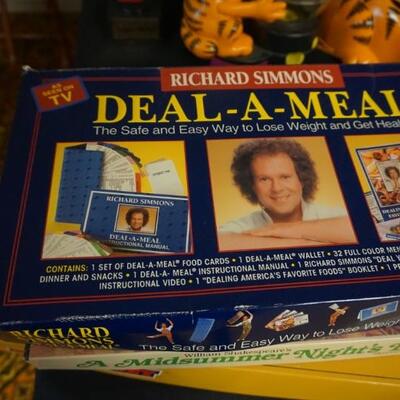 AS SEEN ON
TV
RICHARD SIMMONS
DEAL-A-MEAL
The Safe and Easy Way to Lose Weight and Get Heal
RICHARD SIMMONS
DEAL-A-MEAL
INSTRUCTIONAL MANUAL
CONTAINS: 1 SET OF DEAL-A-MEAL FOOD CARDS • 1 DEAL-A-MEAL WALLET • 32 FULL COLOR ME
DINNER AND SNACKS • 1 DEAL-A-MEAL INSTRUCTIONAL MANUAL • 1 RICHARD SIMMONS "DEAL Y
INSTRUCTIONAL VIDEO • 1 "DEALING AMERICA'S FAVORITE FOODS" BOOKLET • 1 P
RICHARD
SIMMONS
The Safe and Easy Way to Lose Weigh
William Shakespeare's
A Midsummer Night's